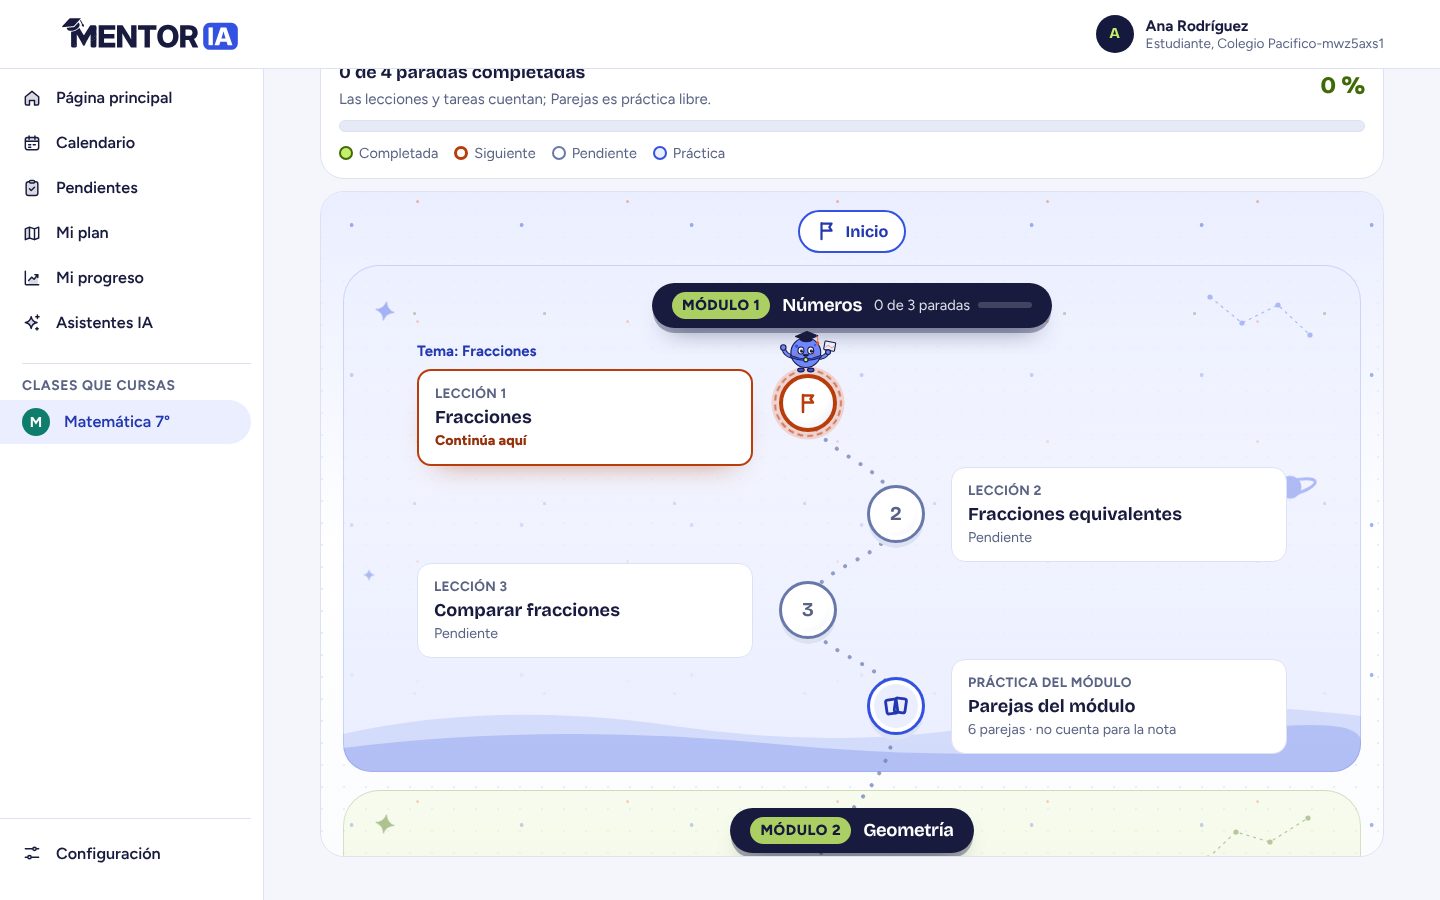 MENTOR IA
A
Ana Rodríguez
Estudiante, Colegio Pacifico-mwz5axs1
Página principal
Calendario
Pendientes
Mi plan
Mi progreso
Asistentes IA
CLASES QUE CURSAS
M Matemática 7°
Configuración
0 de 4 paradas completadas
0 %
Las lecciones y tareas cuentan; Parejas es práctica libre.
Completada Siguiente Pendiente Práctica
Inicio
MÓDULO 1 Números 0 de 3 paradas
Tema: Fracciones
LECCIÓN 1
Fracciones
Continúa aquí
2
LECCIÓN 2
Fracciones equivalentes
Pendiente
LECCIÓN 3
Comparar fracciones
Pendiente
3
PRÁCTICA DEL MÓDULO
Parejas del módulo
6 parejas · no cuenta para la nota
MÓDULO 2 Geometría